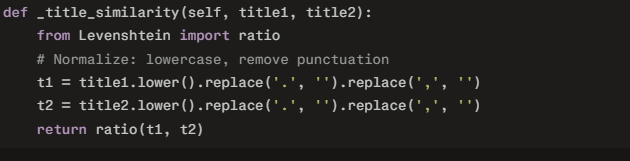 def _title_similarity(self, title1, title2):
    from Levenshtein import ratio
    # Normalize: lowercase, remove punctuation
    t1 = title1.lower().replace('.', '').replace(',', '')
    t2 = title2.lower().replace('.', '').replace(',', '')
    return ratio(t1, t2)